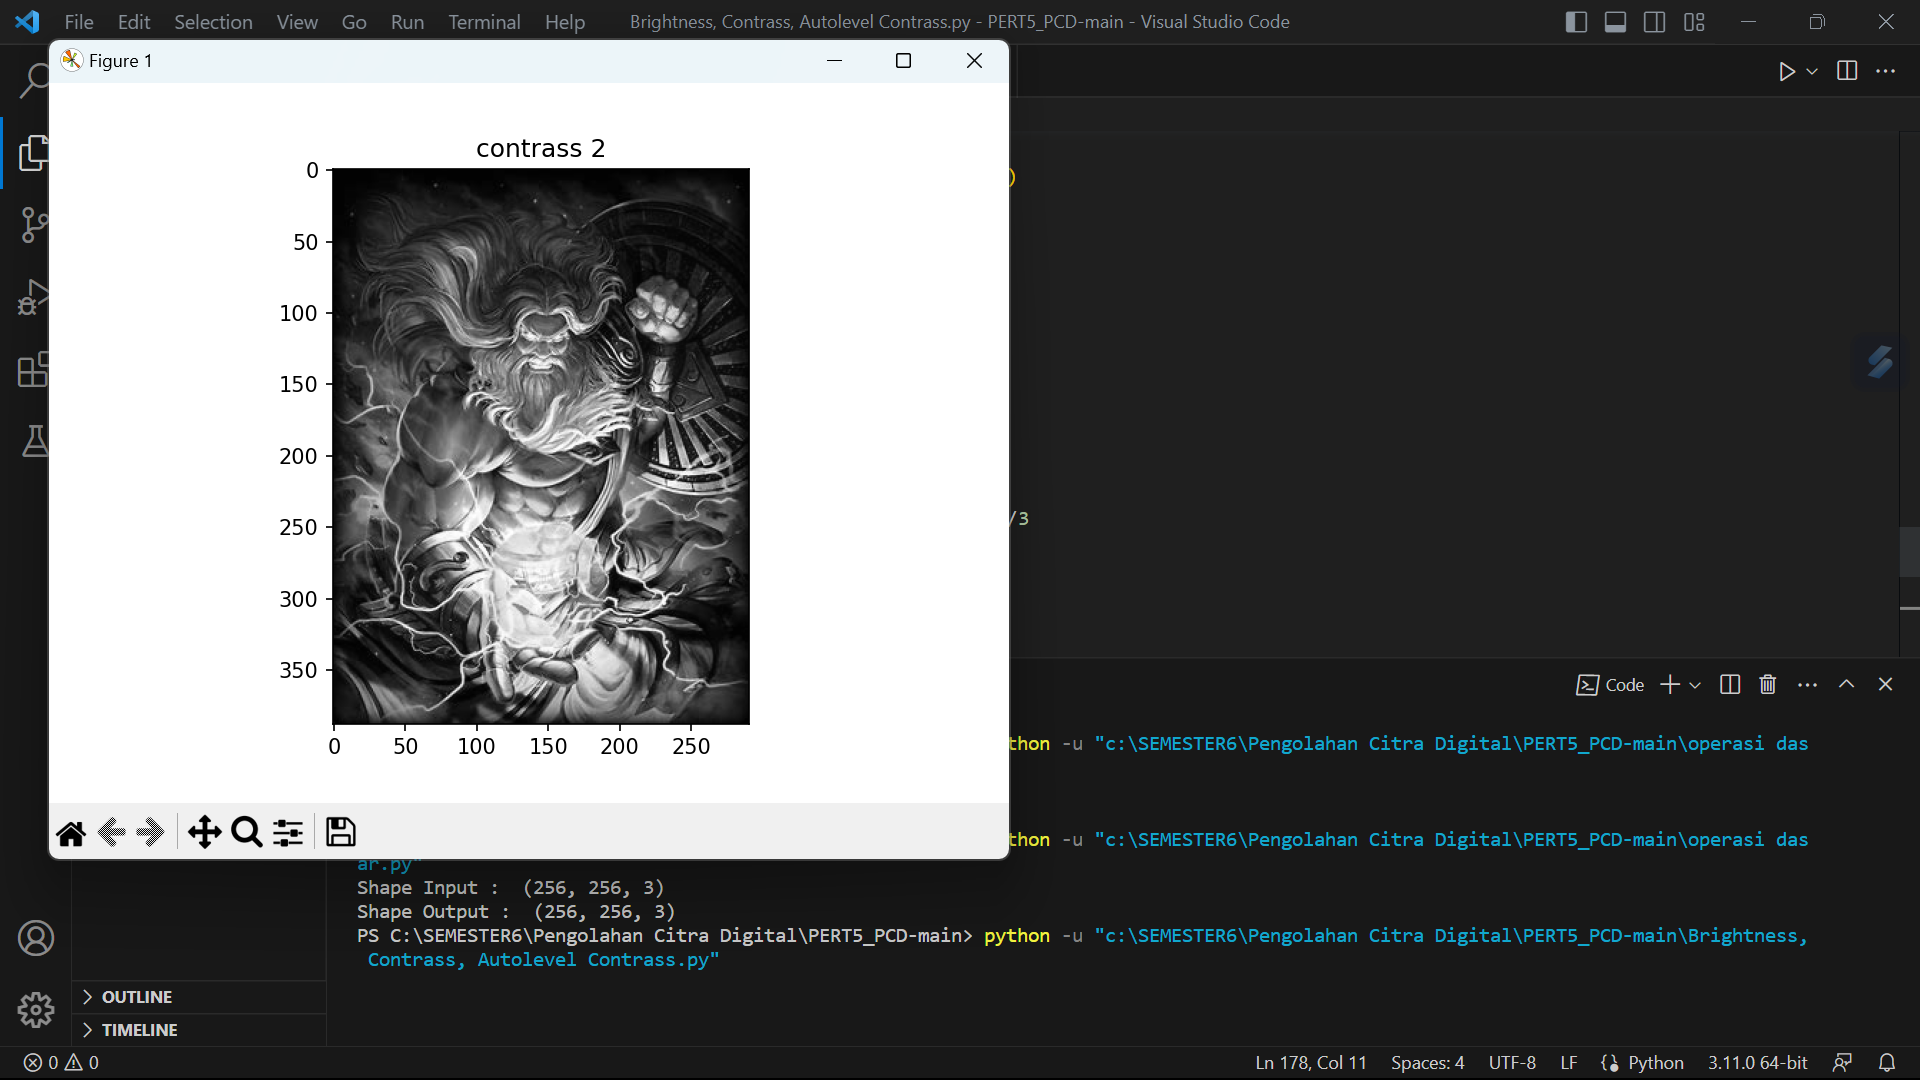 File Edit Selection View Go Run Terminal Help Brightness, Contrass, Autolevel Contrass.py - PERT5_PCD-main - Visual Studio Code
Figure 1
contrass 2
0
50
100
150
200
250
300
350
0 50 100 150 200 250
)
/3
Code
thon -u "c:\SEMESTER6\Pengolahan Citra Digital\PERT5_PCD-main\operasi das
thon -u "c:\SEMESTER6\Pengolahan Citra Digital\PERT5_PCD-main\operasi das
ar.py"
Shape Input :  (256, 256, 3)
Shape Output :  (256, 256, 3)
PS C:\SEMESTER6\Pengolahan Citra Digital\PERT5_PCD-main> python -u "c:\SEMESTER6\Pengolahan Citra Digital\PERT5_PCD-main\Brightness,
Contrass, Autolevel Contrass.py"
OUTLINE
TIMELINE
0 0 Ln 178, Col 11 Spaces: 4 UTF-8 LF Python 3.11.0 64-bit